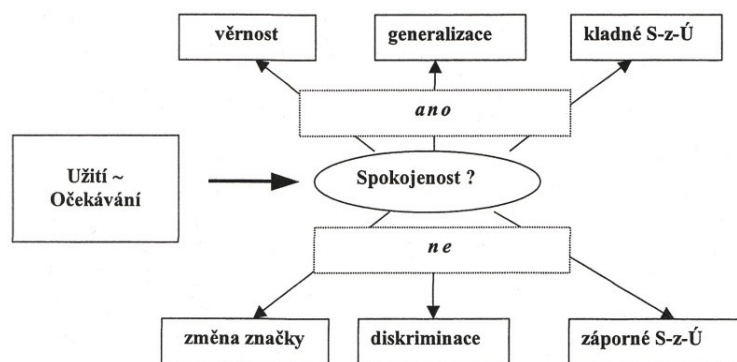 věrnost
generalizace
kladné S-z-Ú
ano
Užití ~
Očekávání
Spokojenost ?
ne
změna značky
diskriminace
záporné S-z-Ú